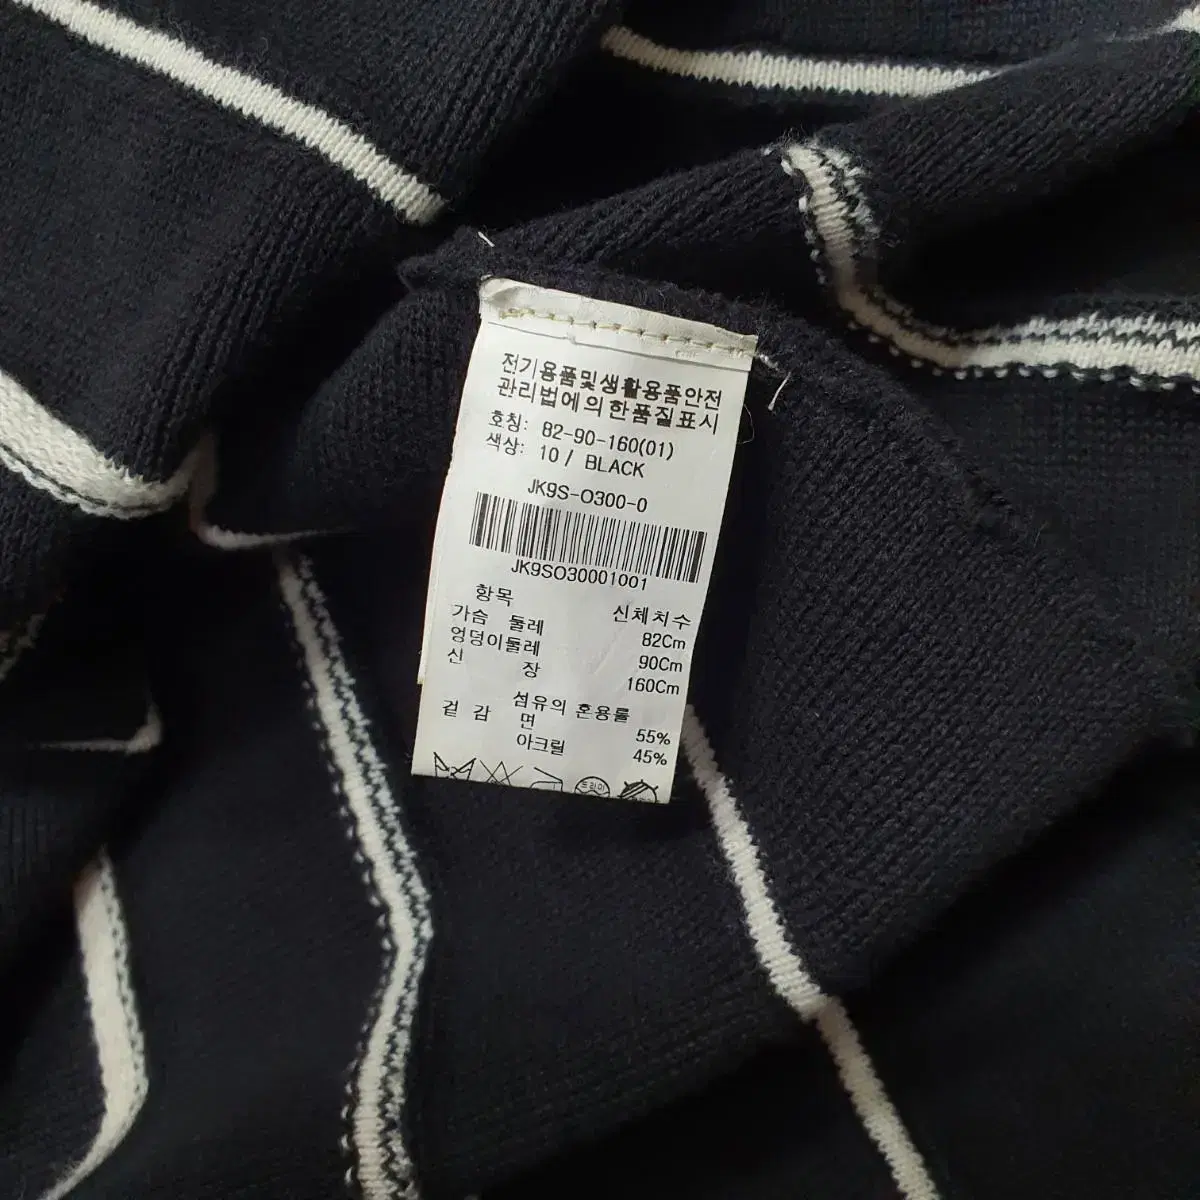 전기용품및생활용품안전
관리법에의한품질표시
호칭: 82-90-160(01)
색상: 10/ BLACK
JK9S-O300-0
JK9SO30001001
항목 신체치수
가슴 둘레 82Cm
엉덩이둘레 90Cm
신 장 160Cm
섬유의 혼용률
겉 감 면 55%
아크릴 45%
드라이